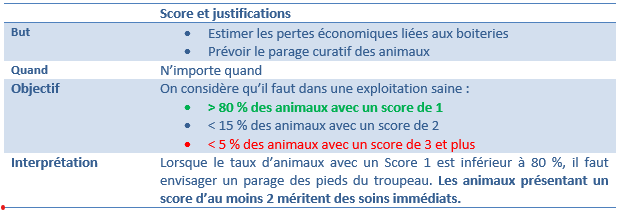 Score et justifications
But
• Estimer les pertes économiques liées aux boiteries
• Prévoir le parage curatif des animaux
Quand N’importe quand
Objectif On considère qu’il faut dans une exploitation saine :
• > 80 % des animaux avec un score de 1
• < 15 % des animaux avec un score de 2
• < 5 % des animaux avec un score de 3 et plus
Interprétation Lorsque le taux d’animaux avec un Score 1 est inférieur à 80 %, il faut
envisager un parage des pieds du troupeau. Les animaux présentant un
score d’au moins 2 méritent des soins immédiats.